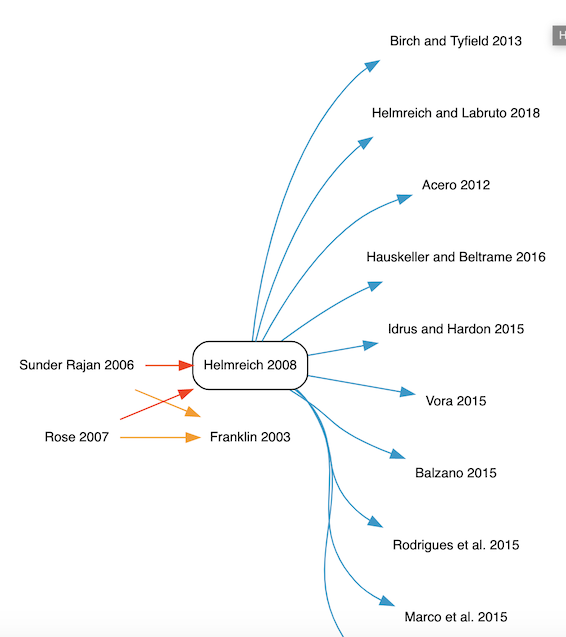 Birch and Tyfield 2013
H
Helmreich and Labruto 2018
Acero 2012
Hauskeller and Beltrame 2016
Idrus and Hardon 2015
Sunder Rajan 2006
Helmreich 2008
Vora 2015
Rose 2007
Franklin 2003
Balzano 2015
Rodrigues et al. 2015
Marco et al. 2015